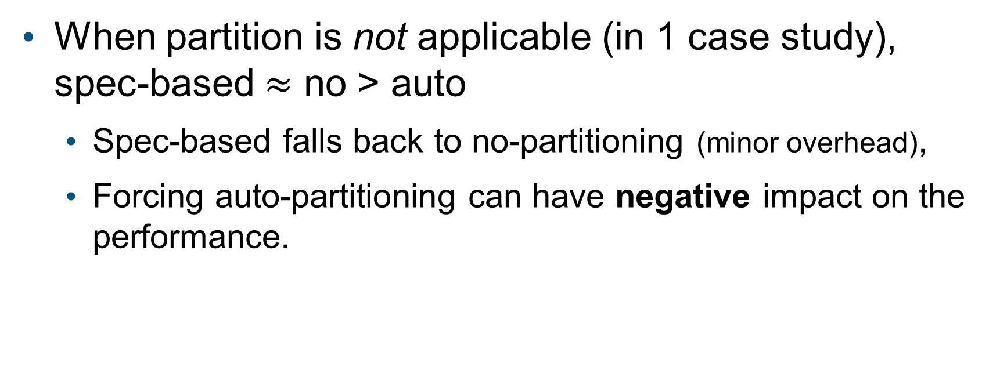 • When partition is not applicable (in 1 case study),
spec-based ≈ no > auto
• Spec-based falls back to no-partitioning (minor overhead),
• Forcing auto-partitioning can have negative impact on the
performance.